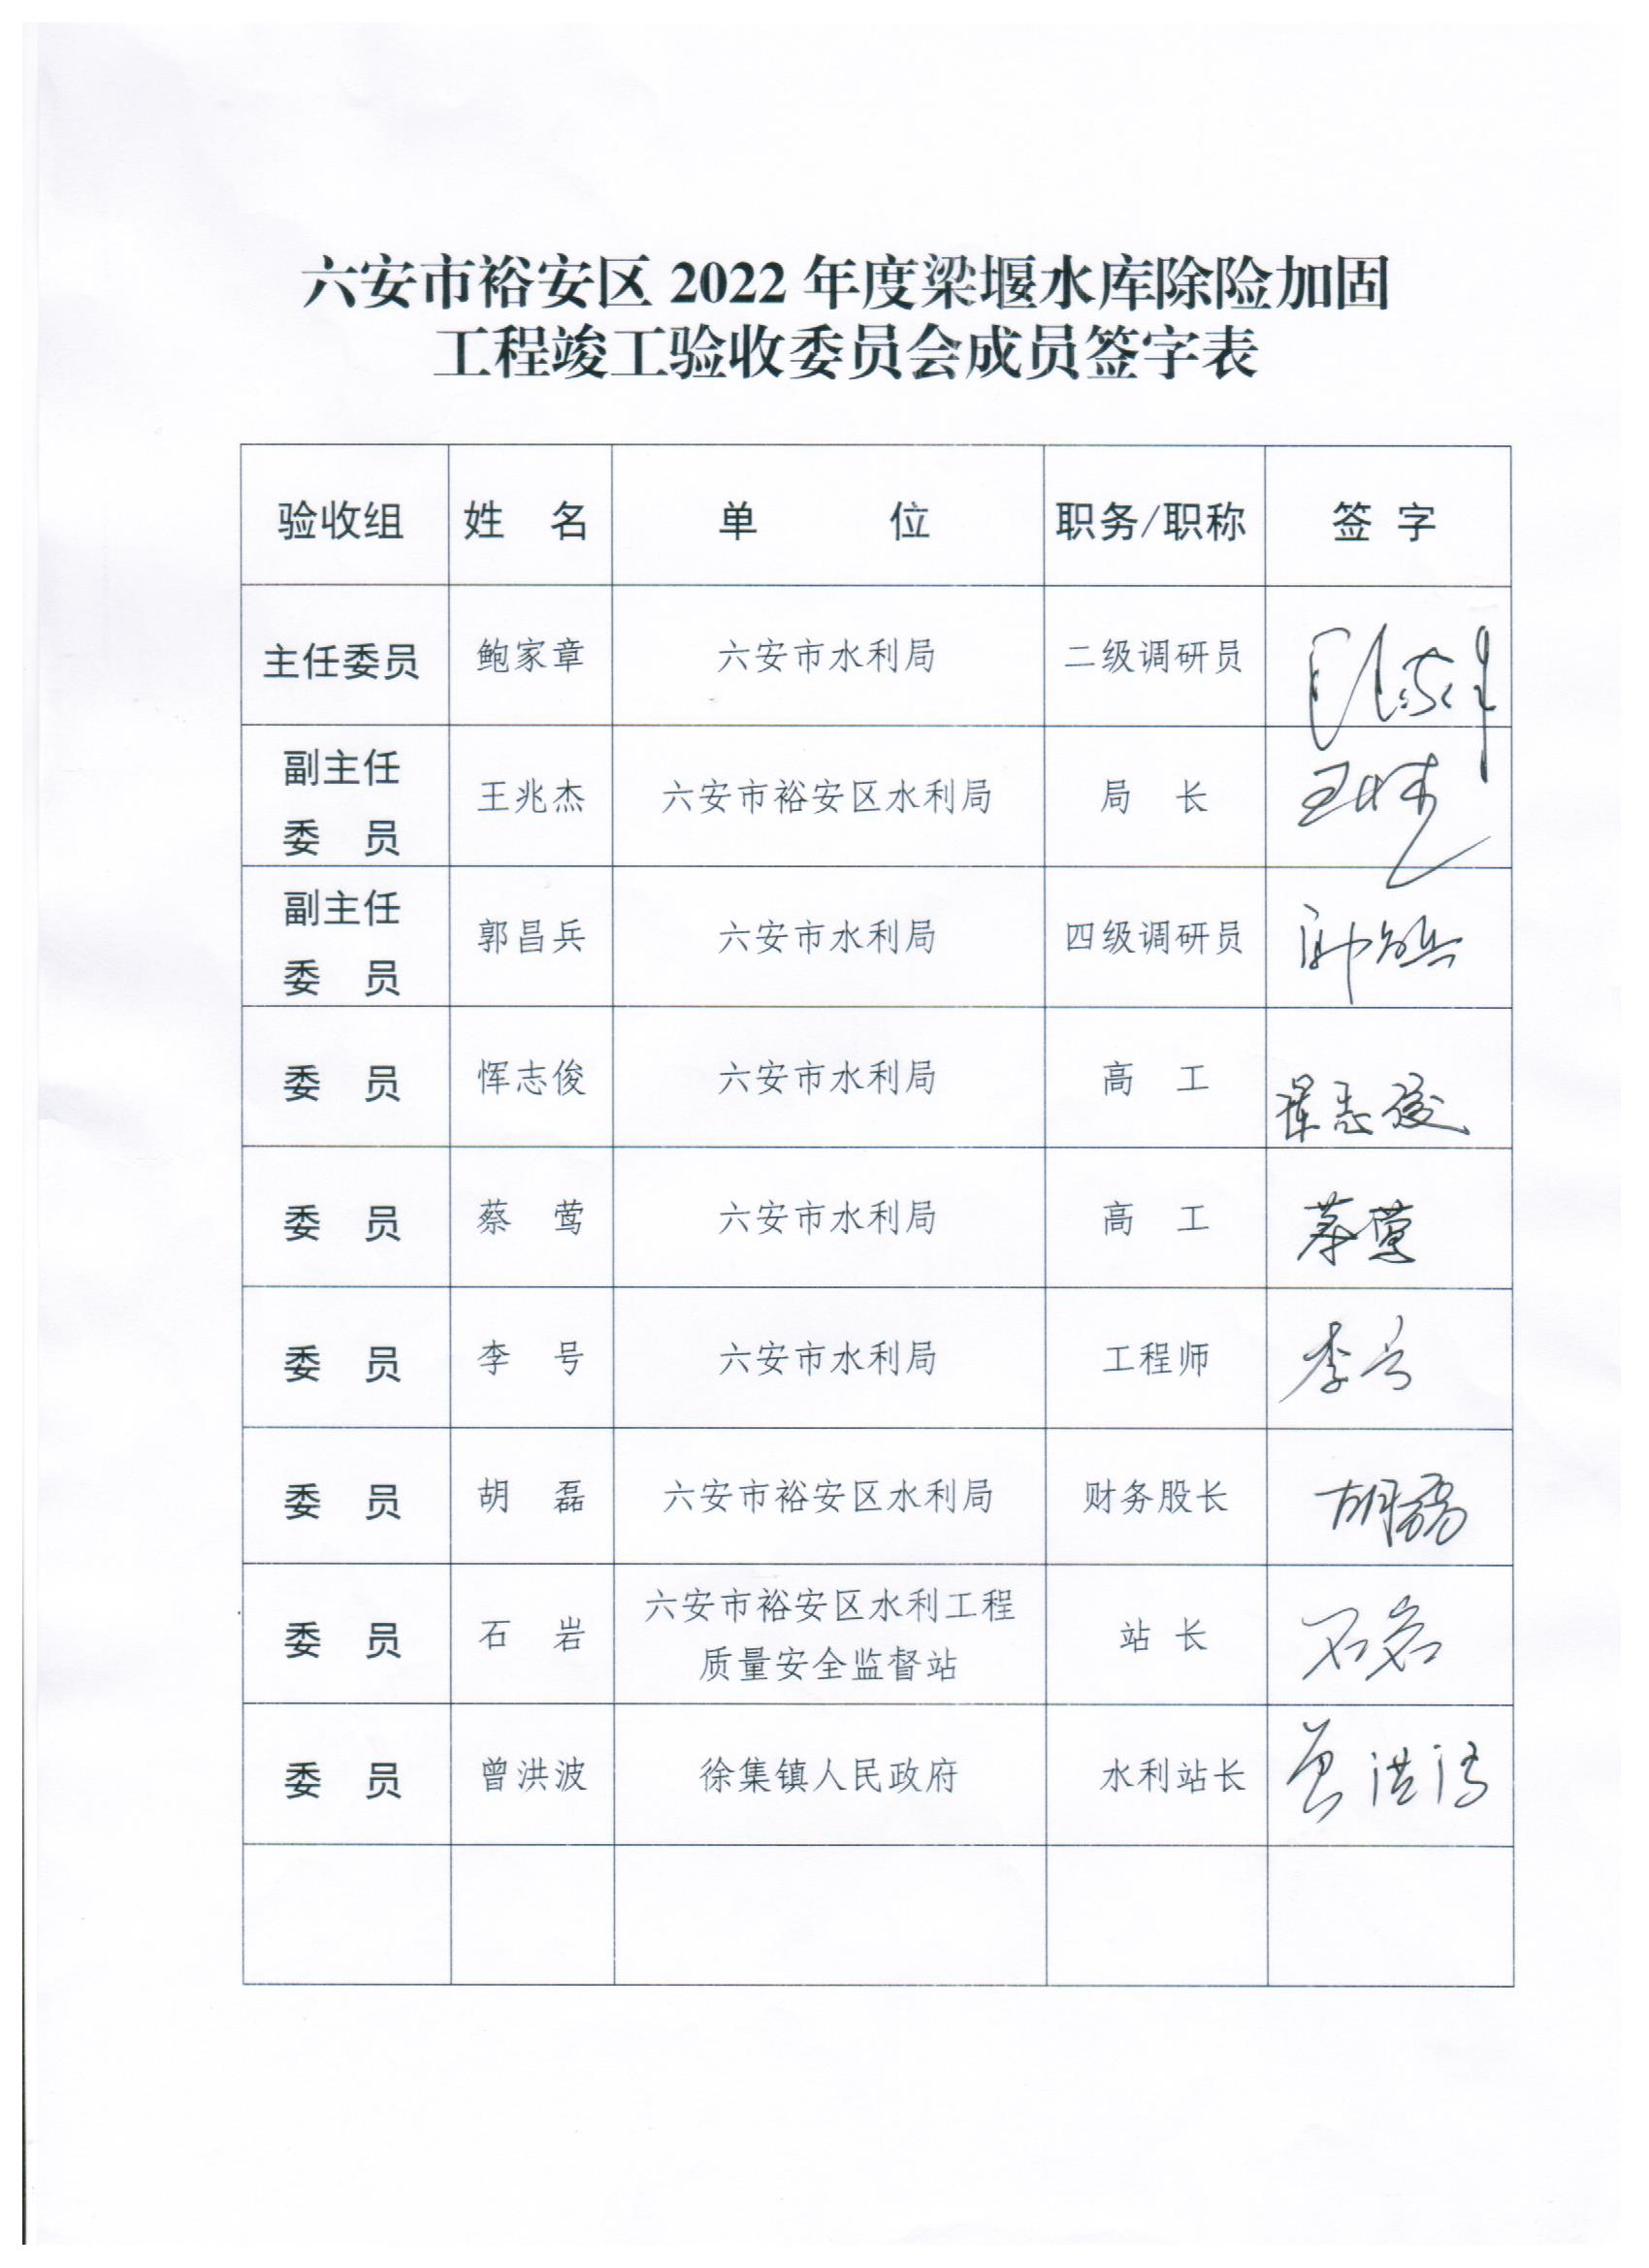 六安市裕安区 2022 年度梁堰水库除险加固
工程竣工验收委员会成员签字表
验收组 姓 名 单 位 职务/职称 签 字
主任委员 鲍家章 六安市水利局 二级调研员
副主任
委 员 王兆杰 六安市裕安区水利局 局 长
副主任
委 员 郭昌兵 六安市水利局 四级调研员
委 员 恽志俊 六安市水利局 高 工
委 员 蔡 莺 六安市水利局 高 工 蔡莺
委 员 李 号 六安市水利局 工程师 李号
委 员 胡 磊 六安市裕安区水利局 财务股长 胡磊
委 员 石 岩 六安市裕安区水利工程
质量安全监督站 站 长 石岩
委 员 曾洪波 徐集镇人民政府 水利站长 曾洪波